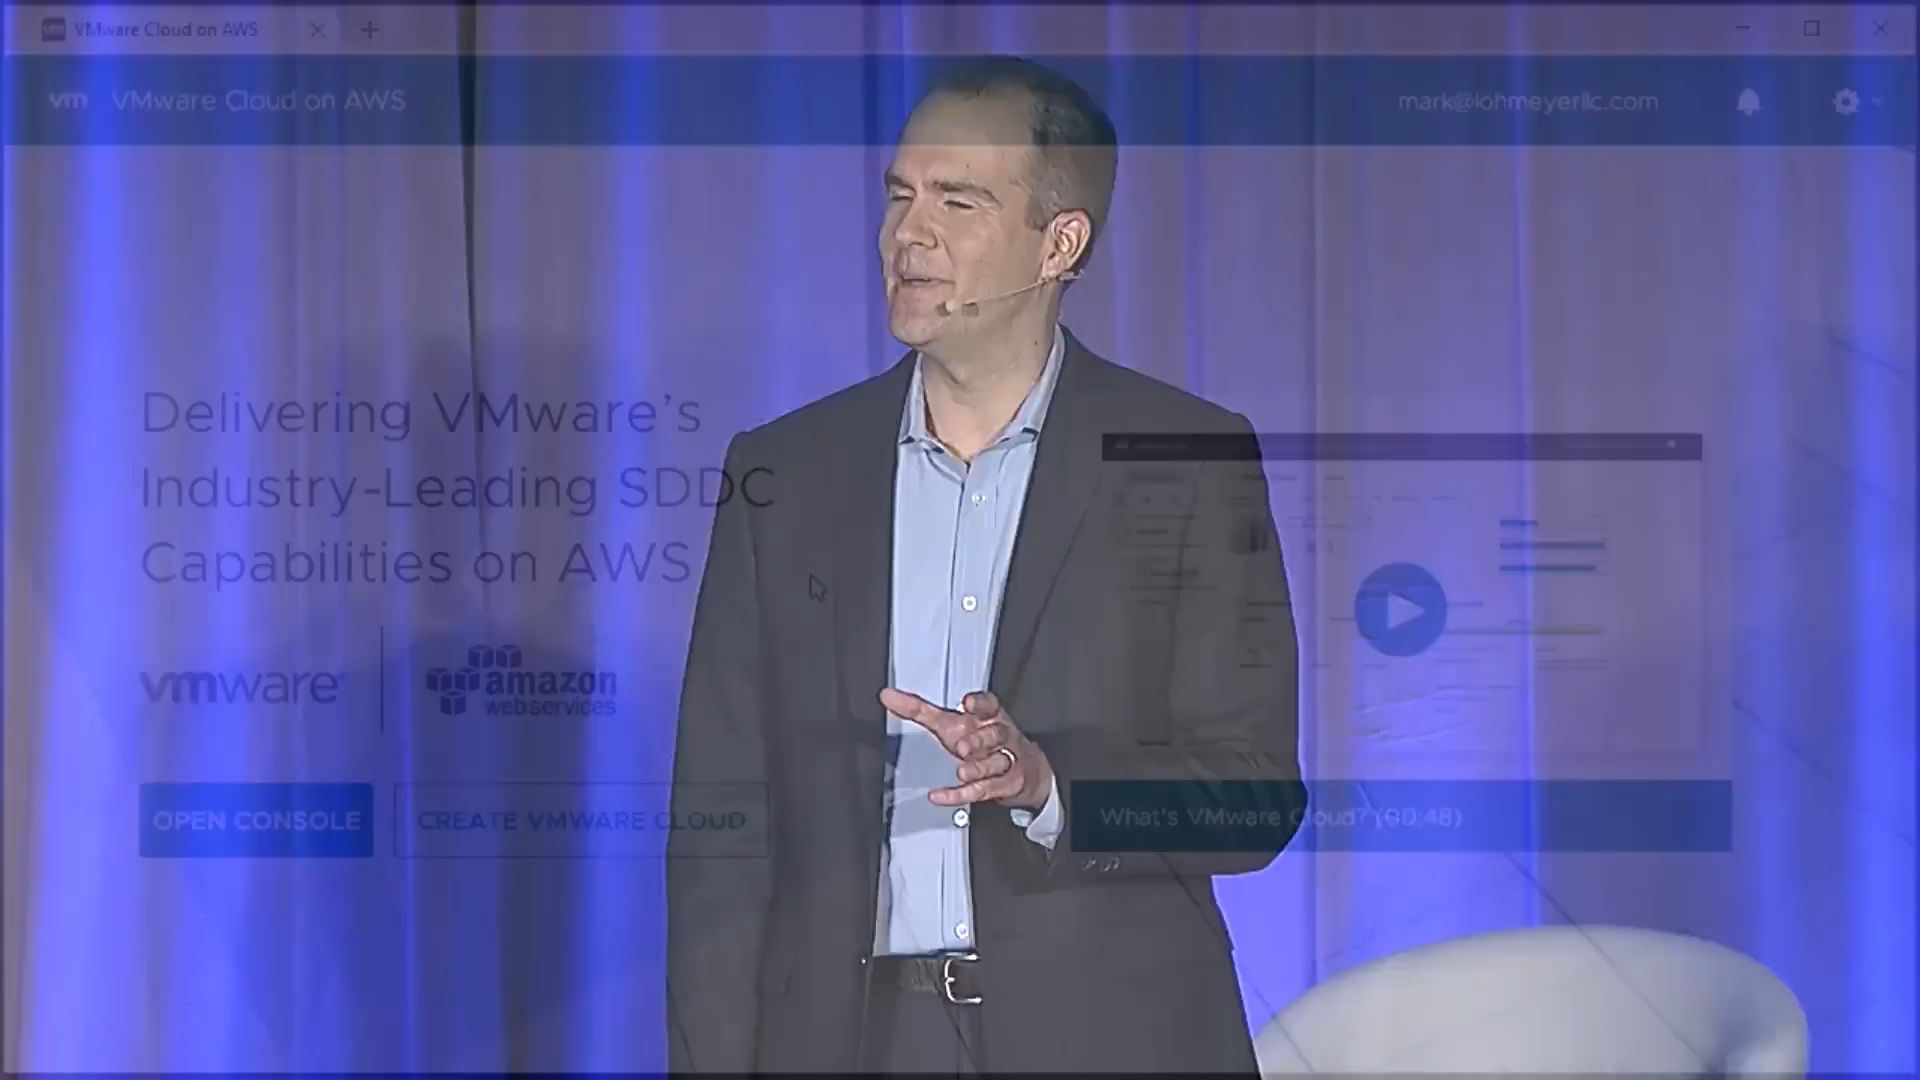 VMware Cloud on AWS
vm VMware Cloud on AWS
mark@lohmeyerllc.com
Delivering VMware's
Industry-Leading SDDC
Capabilities on AWS
vmware
amazon
webservices
OPEN CONSOLE
CREATE VMWARE CLOUD
What's VMware Cloud? (00:48)